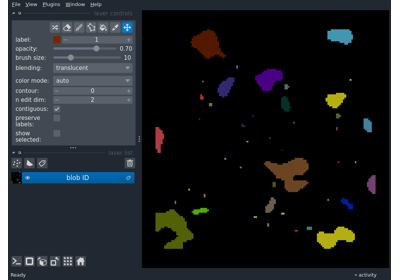 File View Plugins Window Help
layer controls
label: 1
opacity: 0.70
brush size: 10
blending: translucent
color mode: auto
contour: 0
n edit dim: 2
contiguous:
preserve
labels:
show
selected:
layer list
blob ID
Ready
activity